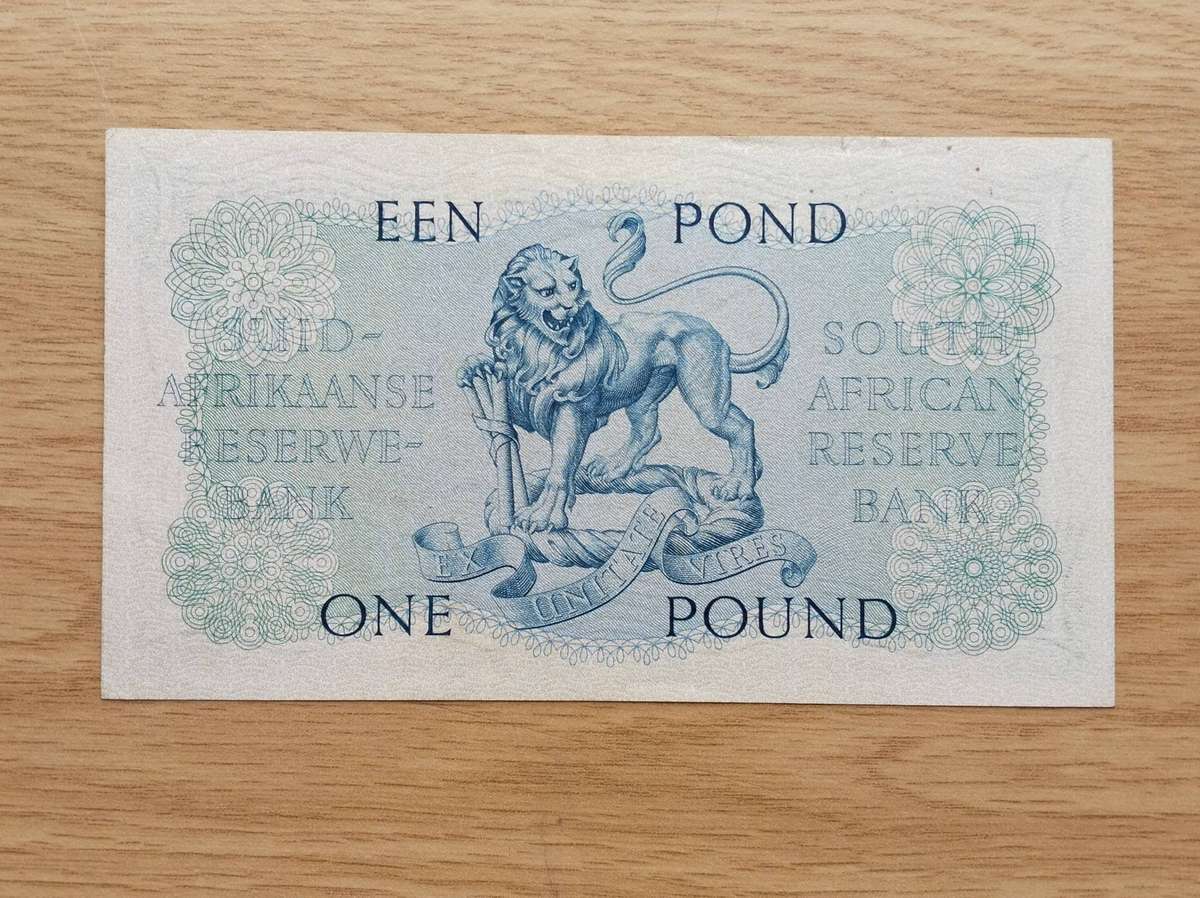 EEN POND
SUID-
AFRIKAANSE
RESERWE-
BANK
SOUTH
AFRICAN
RESERVE
BANK
EX UNITATE VIRES
ONE POUND